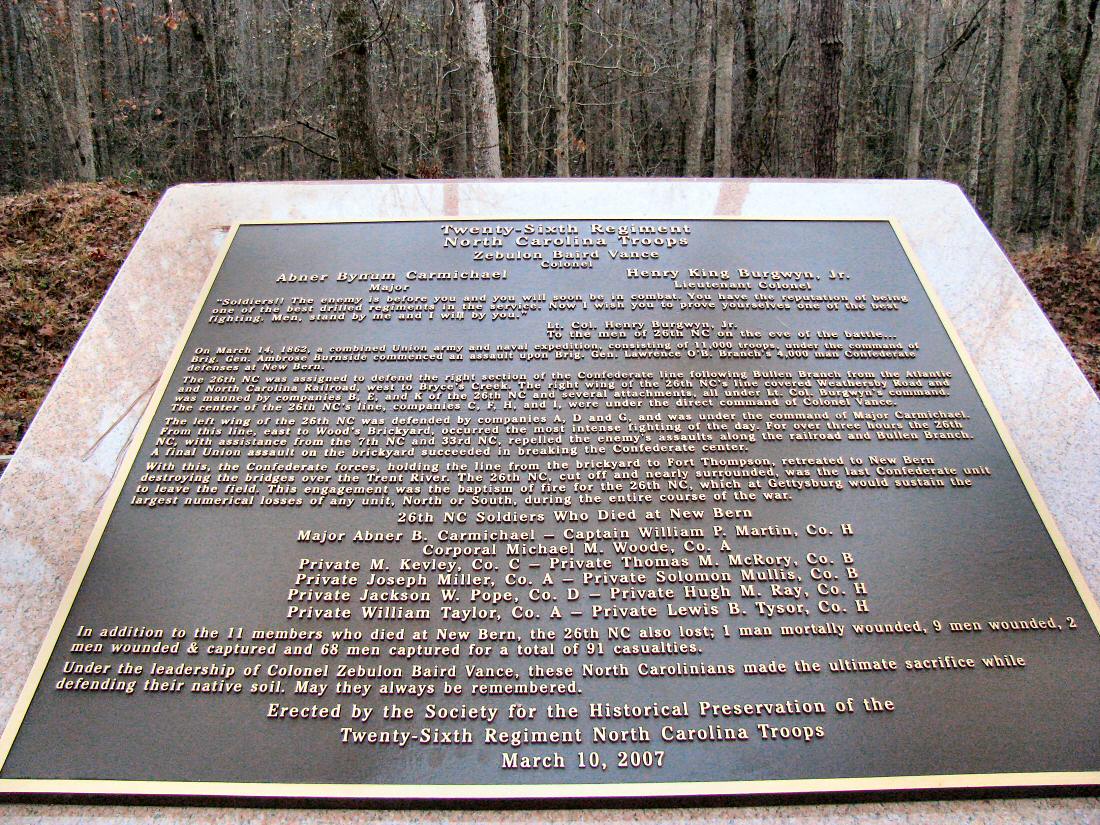 Twenty-Sixth Regiment
North Carolina Troops
Zebulon Baird Vance
Colonel
Abner Bynum Carmichael Henry King Burgwyn, Jr.
Major Lieutenant Colonel
"Soldiers!! The enemy is before you and you will soon be in combat. You have the reputation of being
one of the best drilled regiments in the service. Now I wish you to prove yourselves one of the best
fighting. Men, stand by me and I will by you."
Lt. Col. Henry Burgwyn, Jr.
To the men of 26th NC on the eve of the battle...
On March 14, 1862, a combined Union army and naval expedition, consisting of 11,000 troops, under the command of
Brig. Gen. Ambrose Burnside commenced an assault upon Brig. Gen. Lawrence O'B. Branch's 4,000 man Confederate
defenses at New Bern.
The 26th NC was assigned to defend the right section of the Confederate line following Bullen Branch from the Atlantic
and North Carolina Railroad, west to Bryce's Creek. The right wing of the 26th NC's line covered Weathersby Road and
was manned by companies B, E, and K of the 26th NC and several attachments, all under Lt. Col. Burgwyn's command.
The center of the 26th NC's line, companies C, F, H, and I, were under the direct command of Colonel Vance.
The left wing of the 26th NC was defended by companies A, D and G, and was under the command of Major Carmichael.
From this line, east to Wood's Brickyard, occurred the most intense fighting of the day. For over three hours the 26th
NC, with assistance from the 7th NC and 33rd NC, repelled the enemy's assaults along the railroad and Bullen Branch.
A final Union assault on the brickyard succeeded in breaking the Confederate center.
With this, the Confederate forces, holding the line from the brickyard to Fort Thompson, retreated to New Bern
destroying the bridges over the Trent River. The 26th NC, cut off and nearly surrounded, was the last Confederate unit
to leave the field. This engagement was the baptism of fire for the 26th NC, which at Gettysburg would sustain the
largest numerical losses of any unit, North or South, during the entire course of the war.
26th NC Soldiers Who Died at New Bern
Major Abner B. Carmichael – Captain William P. Martin, Co. H
Corporal Michael M. Woode, Co. A
Private M. Kevley, Co. C – Private Thomas M. McRory, Co. B
Private Joseph Miller, Co. A – Private Solomon Mullis, Co. B
Private Jackson W. Pope, Co. D – Private Hugh M. Ray, Co. H
Private William Taylor, Co. A – Private Lewis B. Tysor, Co. H
In addition to the 11 members who died at New Bern, the 26th NC also lost; 1 man mortally wounded, 9 men wounded, 2
men wounded & captured and 68 men captured for a total of 91 casualties.
Under the leadership of Colonel Zebulon Baird Vance, these North Carolinians made the ultimate sacrifice while
defending their native soil. May they always be remembered.
Erected by the Society for the Historical Preservation of the
Twenty-Sixth Regiment North Carolina Troops
March 10, 2007